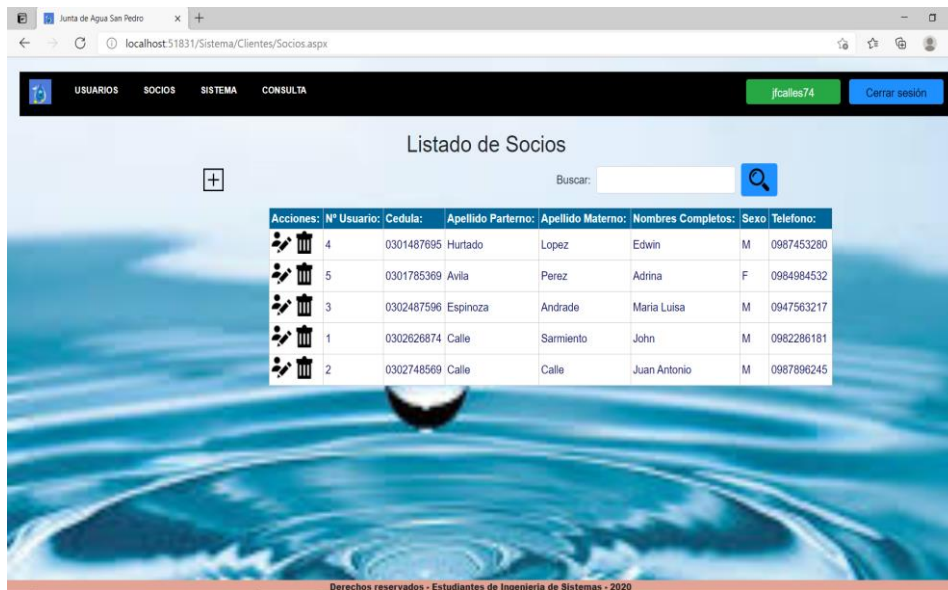 Junta de Agua San Pedro
localhost:51831/Sistema/Clientes/Socios.aspx
USUARIOS SOCIOS SISTEMA CONSULTA jfcalles74 Cerrar sesión
Listado de Socios
Buscar:
Acciones: Nº Usuario: Cedula: Apellido Parterno: Apellido Materno: Nombres Completos: Sexo Telefono:
4 0301487695 Hurtado Lopez Edwin M 0987453280
5 0301785369 Avila Perez Adrina F 0984984532
3 0302487596 Espinoza Andrade Maria Luisa M 0947563217
1 0302626874 Calle Sarmiento John M 0982286181
2 0302748569 Calle Calle Juan Antonio M 0987896245
Derechos reservados - Estudiantes de Ingenieria de Sistemas - 2020